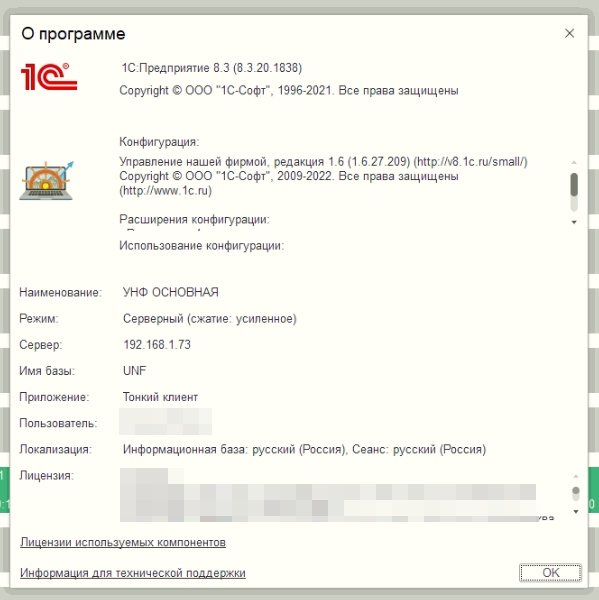 О программе
1С
1С:Предприятие 8.3 (8.3.20.1838)
Copyright © ООО "1С-Софт", 1996-2021. Все права защищены
Конфигурация:
Управление нашей фирмой, редакция 1.6 (1.6.27.209) (http://v8.1c.ru/small/)
Copyright © ООО "1С-Софт", 2009-2022. Все права защищены
(http://www.1c.ru)
Расширения конфигурации:
Использование конфигурации:
Наименование: УНФ ОСНОВНАЯ
Режим: Серверный (сжатие: усиленное)
Сервер: 192.168.1.73
Имя базы: UNF
Приложение: Тонкий клиент
Пользователь:
Локализация: Информационная база: русский (Россия), Сеанс: русский (Россия)
Лицензия:
Лицензии используемых компонентов
Информация для технической поддержки
OK